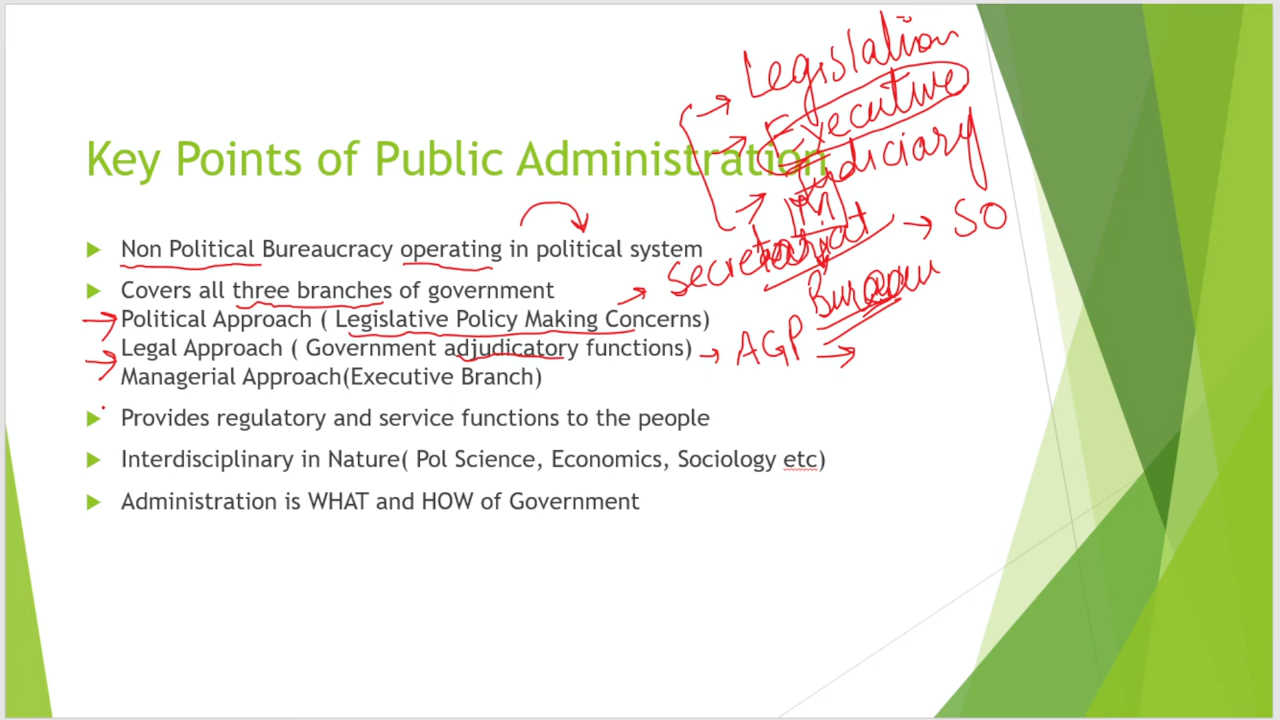 Legislation
Executive
Judiciary
Key Points of Public Administration
Secretariat → SO
Non Political Bureaucracy operating in political system
Covers all three branches of government
Bureau
Political Approach ( Legislative Policy Making Concerns)
Legal Approach ( Government adjudicatory functions) → AGP →
Managerial Approach(Executive Branch)
Provides regulatory and service functions to the people
Interdisciplinary in Nature( Pol Science, Economics, Sociology etc)
Administration is WHAT and HOW of Government